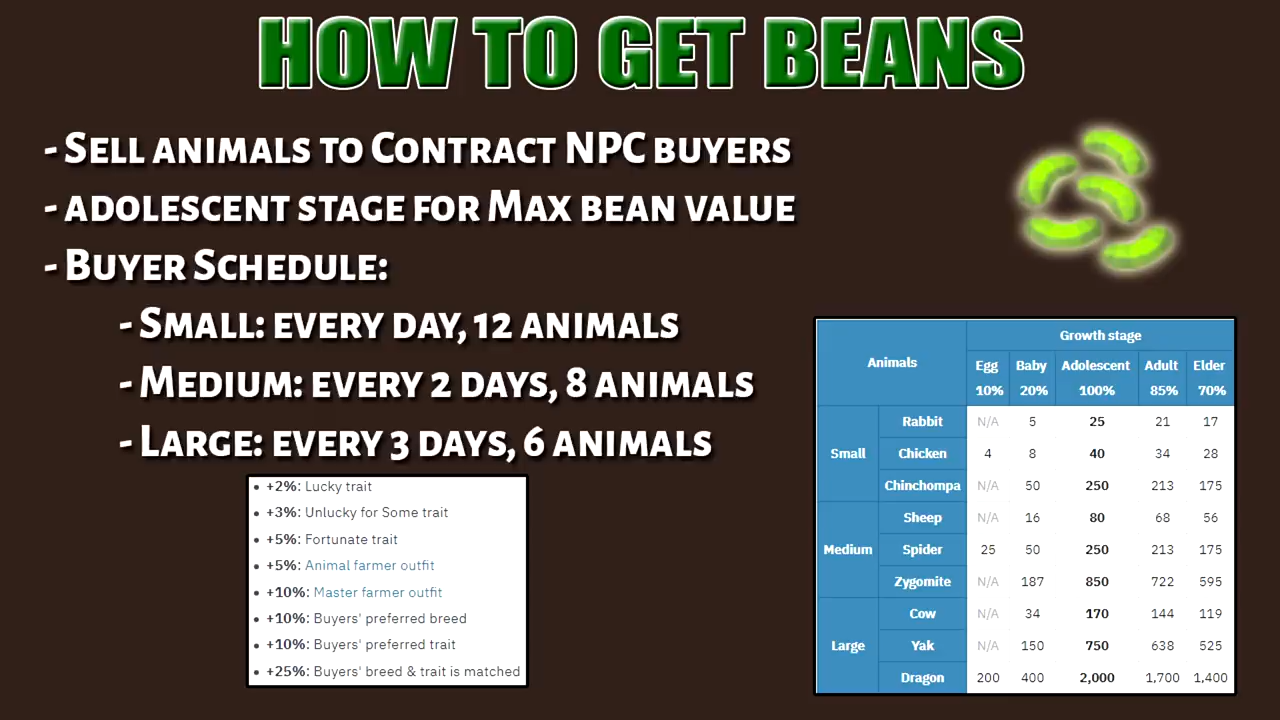 HOW TO GET BEANS
- Sell animals to Contract NPC buyers
- adolescent stage for Max bean value
- Buyer Schedule:
- Small: every day, 12 animals
- Medium: every 2 days, 8 animals
- Large: every 3 days, 6 animals
• +2%: Lucky trait
• +3%: Unlucky for Some trait
• +5%: Fortunate trait
• +5%: Animal farmer outfit
• +10%: Master farmer outfit
• +10%: Buyers' preferred breed
• +10%: Buyers' preferred trait
• +25%: Buyers' breed & trait is matched
Animals Growth stage
Egg Baby Adolescent Adult Elder
10% 20% 100% 85% 70%
Small Rabbit N/A 5 25 21 17
Chicken 4 8 40 34 28
Chinchompa N/A 50 250 213 175
Medium Sheep N/A 16 80 68 56
Spider 25 50 250 213 175
Zygomite N/A 187 850 722 595
Large Cow N/A 34 170 144 119
Yak N/A 150 750 638 525
Dragon 200 400 2,000 1,700 1,400